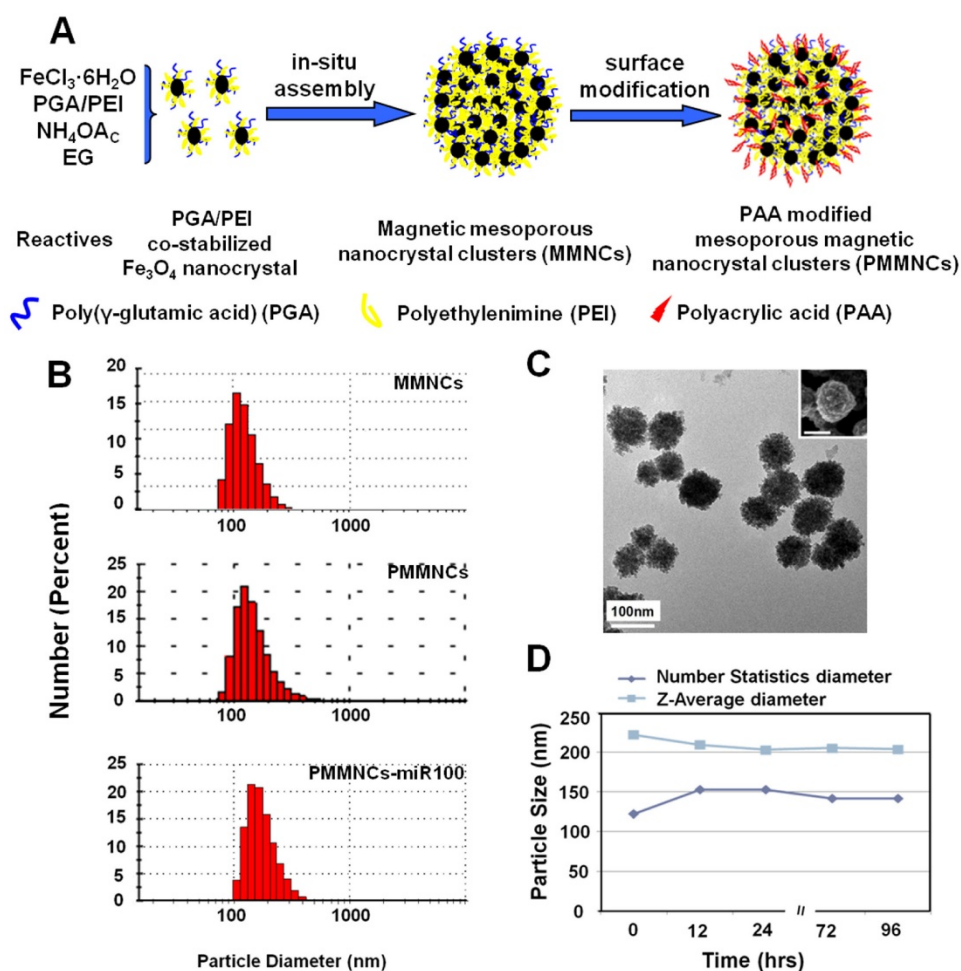 A
FeCl₃·6H₂O
PGA/PEI
NH₄OA_C
EG
in-situ
assembly
surface
modification
Reactives
PGA/PEI
co-stabilized
Fe₃O₄ nanocrystal
Magnetic mesoporous
nanocrystal clusters (MMNCs)
PAA modified
mesoporous magnetic
nanocrystal clusters (PMMNCs)
Poly(γ-glutamic acid) (PGA)
Polyethylenimine (PEI)
Polyacrylic acid (PAA)
B
Number (Percent)
MMNCs
20
15
10
5
0
100
1000
PMMNCs
25
20
15
10
5
0
100
1000
PMMNCs-miR100
25
20
15
10
5
0
100
1000
Particle Diameter (nm)
C
100nm
D
Number Statistics diameter
Z-Average diameter
Particle Size (nm)
250
200
150
100
50
0
0 12 24 // 72 96
Time (hrs)